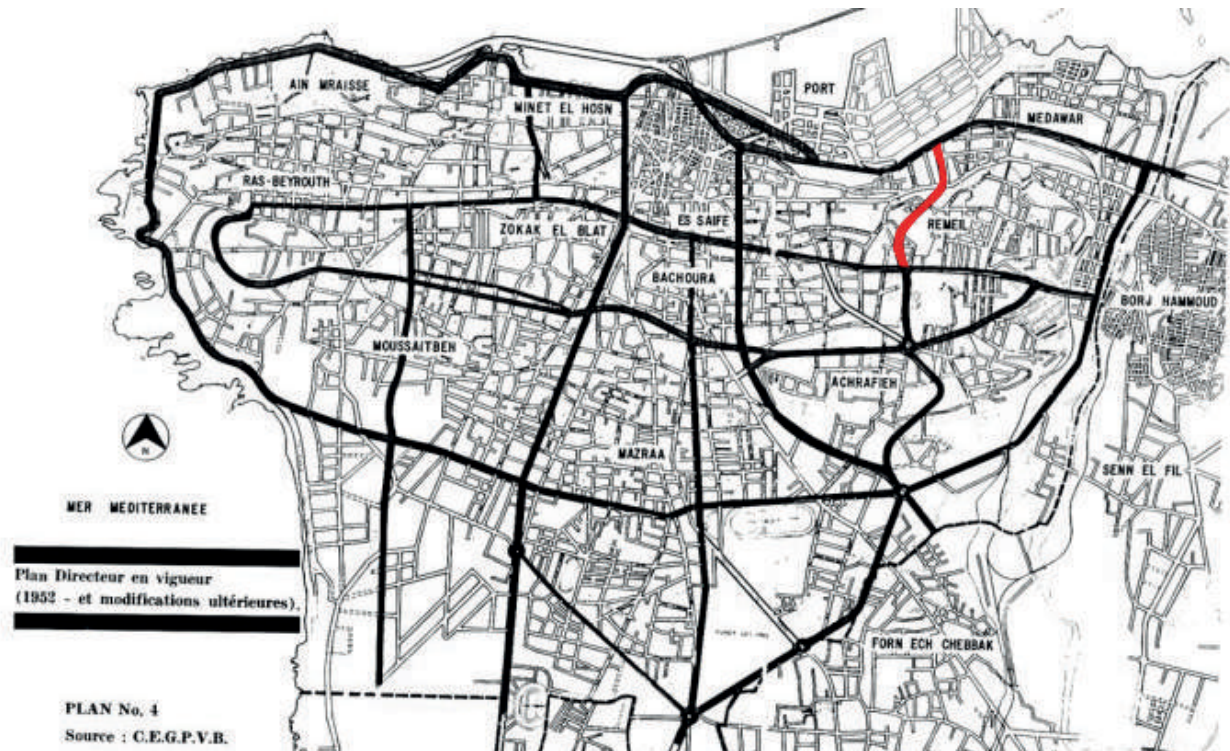 PORT
AIN MRAISSE
MINET EL HOSN
MEDAWAR
RAS-BEYROUTH
ES SAIFE
REMEIL
ZOKAK EL BLAT
BACHOURA
BORJ HAMMOUD
MOUSSAITBEH
ACHRAFIEH
MAZRAA
SENN EL FIL
N
MER MEDITERRANEE
Plan Directeur en vigueur
(1952 - et modifications ultérieures).
FORN ECH CHEBBAK
PLAN No. 4
Source : C.E.G.P.V.B.